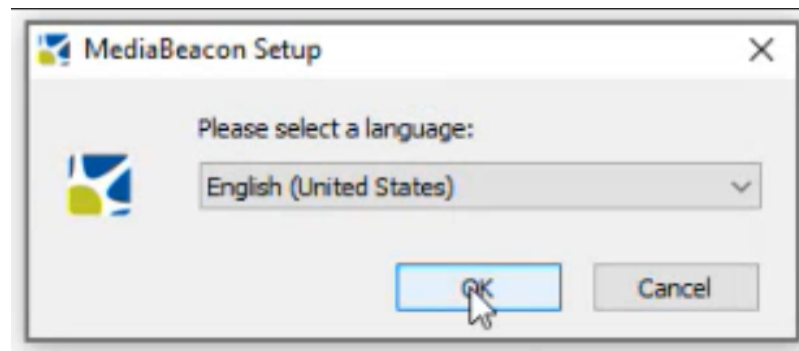 MediaBeacon Setup
Please select a language:
English (United States)
OK
Cancel